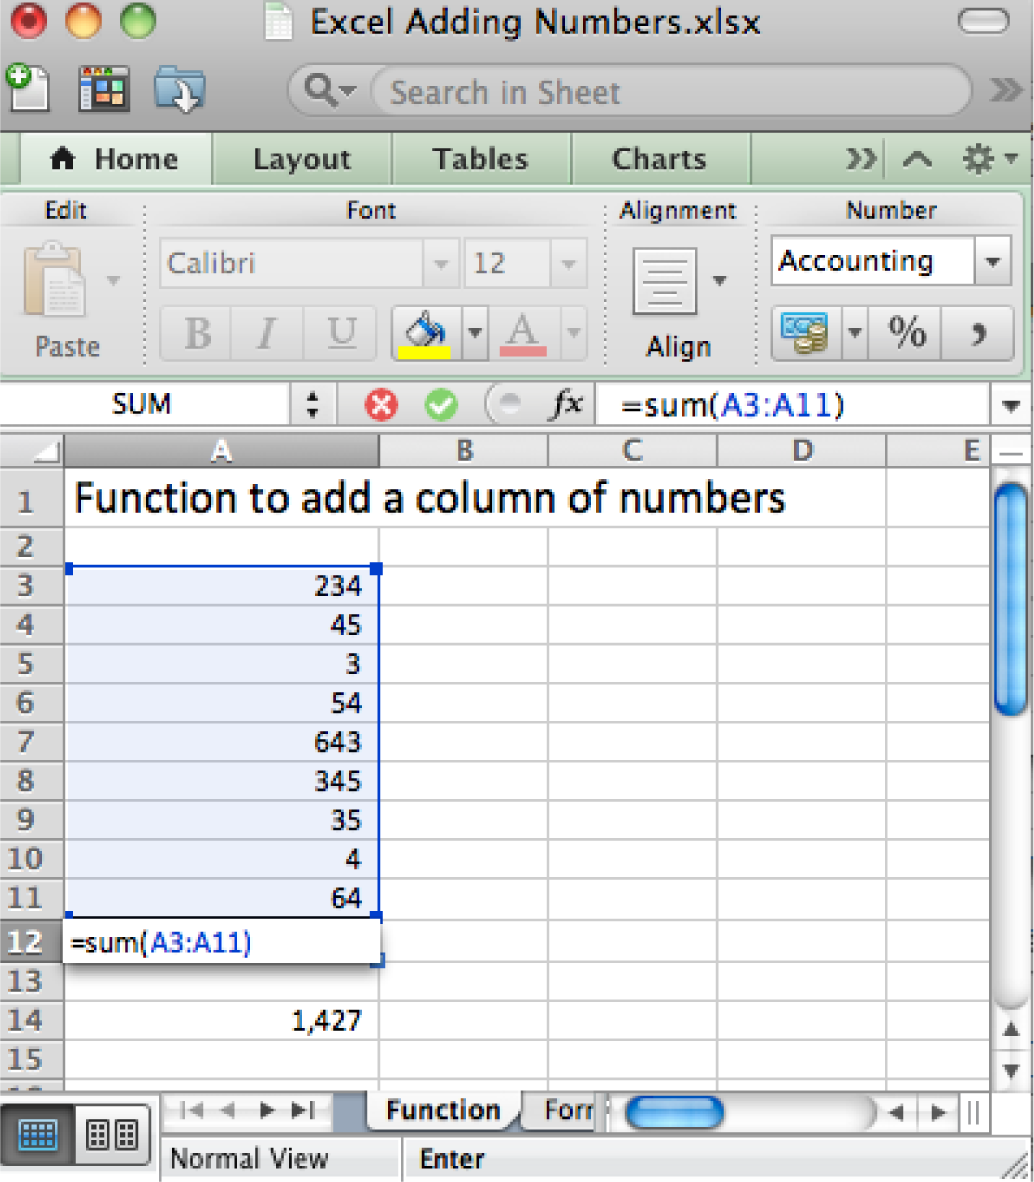 Excel Adding Numbers.xlsx
Search in Sheet
Home Layout Tables Charts
Edit Font Alignment Number
Calibri 12 Accounting
Paste B I U A Align % ,
SUM fx =sum(A3:A11)
A B C D E
1 Function to add a column of numbers
2
3 234
4 45
5 3
6 54
7 643
8 345
9 35
10 4
11 64
12 =sum(A3:A11)
13
14 1,427
15
Function Forr
Normal View Enter